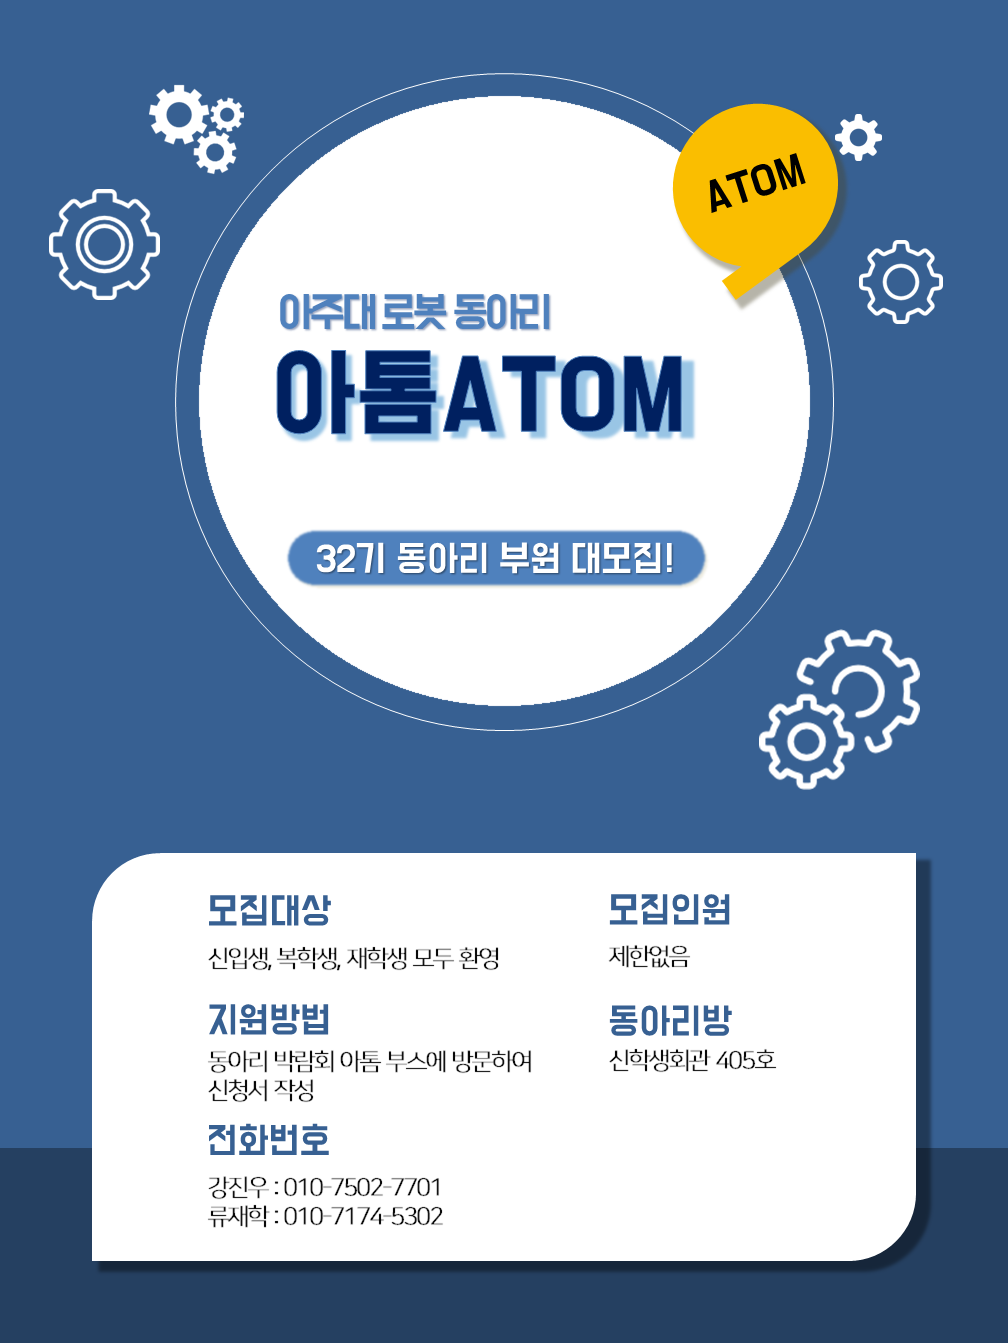 ATOM
아주대 로봇 동아리
아톰ATOM
32기 동아리 부원 대모집!
모집대상
신입생, 복학생, 재학생 모두 환영
모집인원
제한없음
지원방법
동아리 박람회 아톰 부스에 방문하여
신청서 작성
동아리방
신학생회관 405호
전화번호
강진우 : 010-7502-7701
류재학 : 010-7174-5302